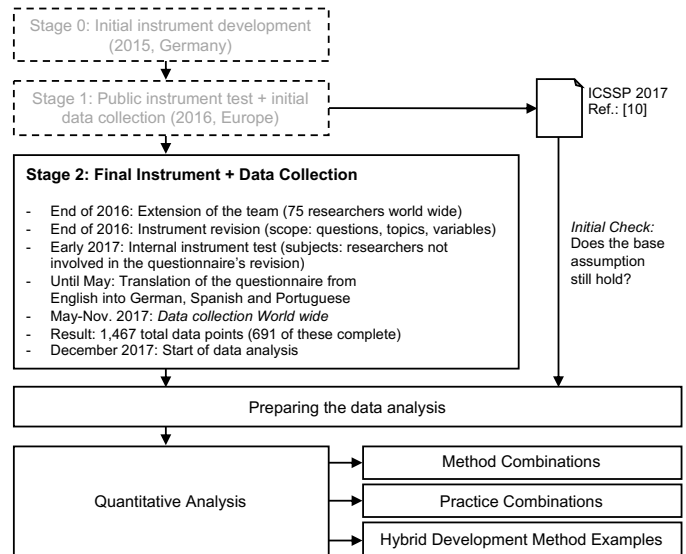 Stage 0: Initial instrument development
(2015, Germany)
Stage 1: Public instrument test + initial
data collection (2016, Europe)
ICSSP 2017
Ref.: [10]
Stage 2: Final Instrument + Data Collection
- End of 2016: Extension of the team (75 researchers world wide)
- End of 2016: Instrument revision (scope: questions, topics, variables)
- Early 2017: Internal instrument test (subjects: researchers not
involved in the questionnaire's revision)
- Until May: Translation of the questionnaire from
English into German, Spanish and Portuguese
- May-Nov. 2017: Data collection World wide
- Result: 1,467 total data points (691 of these complete)
- December 2017: Start of data analysis
Initial Check:
Does the base
assumption
still hold?
Preparing the data analysis
Quantitative Analysis
Method Combinations
Practice Combinations
Hybrid Development Method Examples